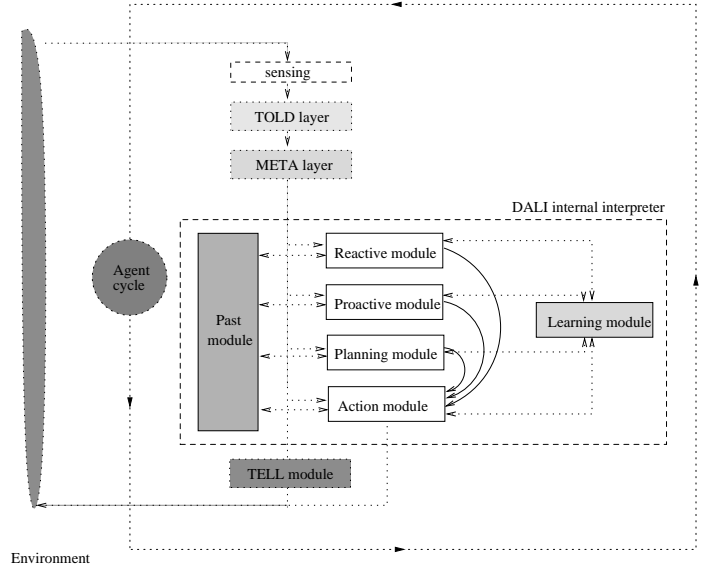 sensing
TOLD layer
META layer
DALI internal interpreter
Agent
cycle
Past
module
Reactive module
Proactive module
Planning module
Action module
Learning module
TELL module
Environment